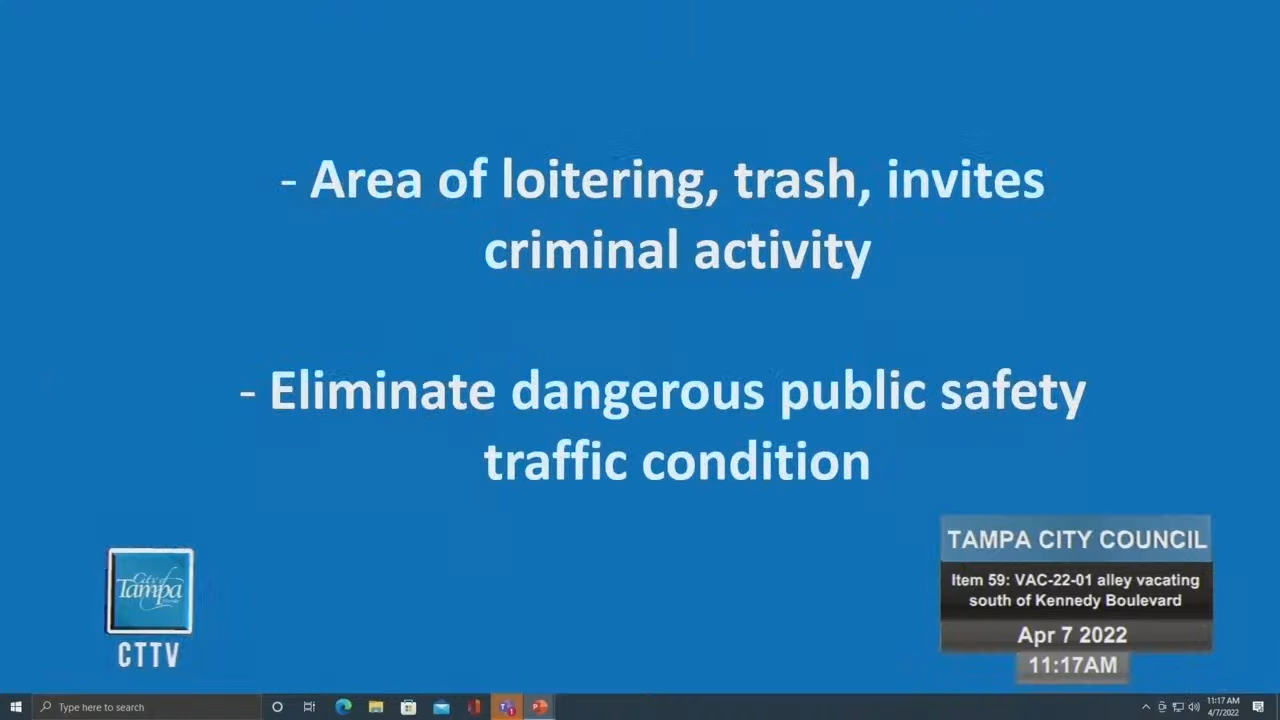 - Area of loitering, trash, invites
criminal activity
- Eliminate dangerous public safety
traffic condition
City of
Tampa
CTTV
TAMPA CITY COUNCIL
Item 59: VAC-22-01 alley vacating
south of Kennedy Boulevard
Apr 7 2022
11:17AM
Type here to search
11:17 AM
4/7/2022